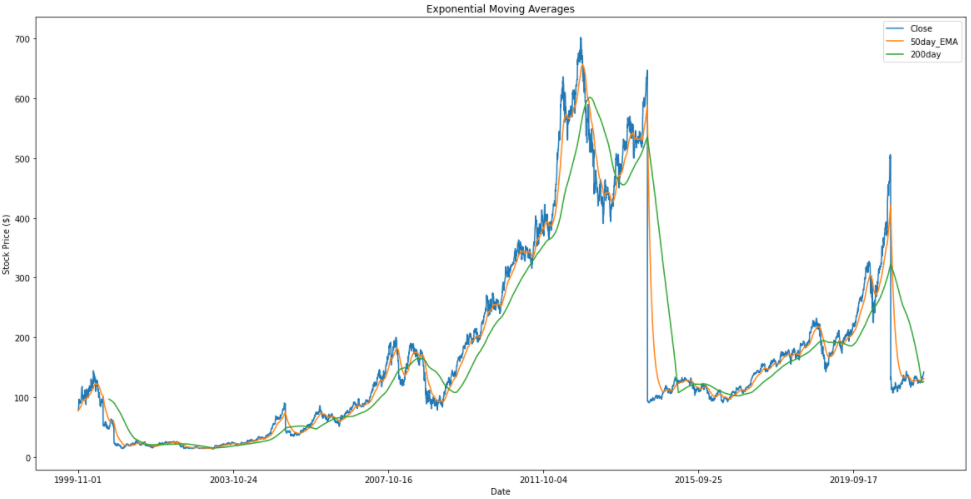 Exponential Moving Averages
Close
50day_EMA
200day
700
600
500
400
300
200
100
0
Stock Price ($)
1999-11-01 2003-10-24 2007-10-16 2011-10-04 2015-09-25 2019-09-17
Date